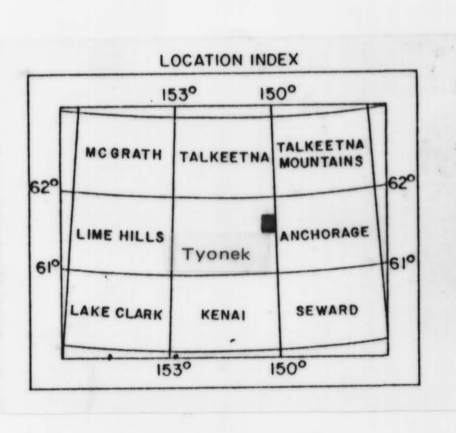 LOCATION INDEX
153° 150°
MCGRATH TALKEETNA TALKEETNA MOUNTAINS
62° 62°
LIME HILLS Tyonek ANCHORAGE
61° 61°
LAKE CLARK KENAI SEWARD
153° 150°